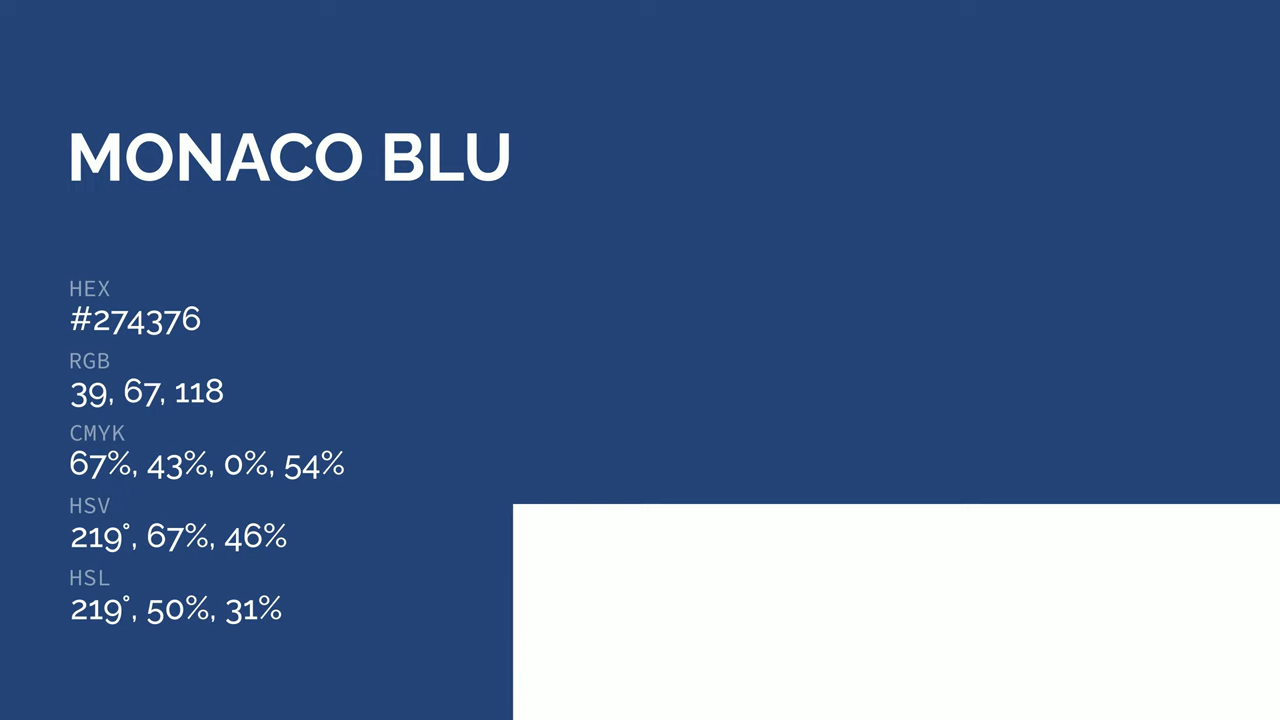 MONACO BLU
HEX
#274376
RGB
39, 67, 118
CMYK
67%, 43%, 0%, 54%
HSV
219°, 67%, 46%
HSL
219°, 50%, 31%